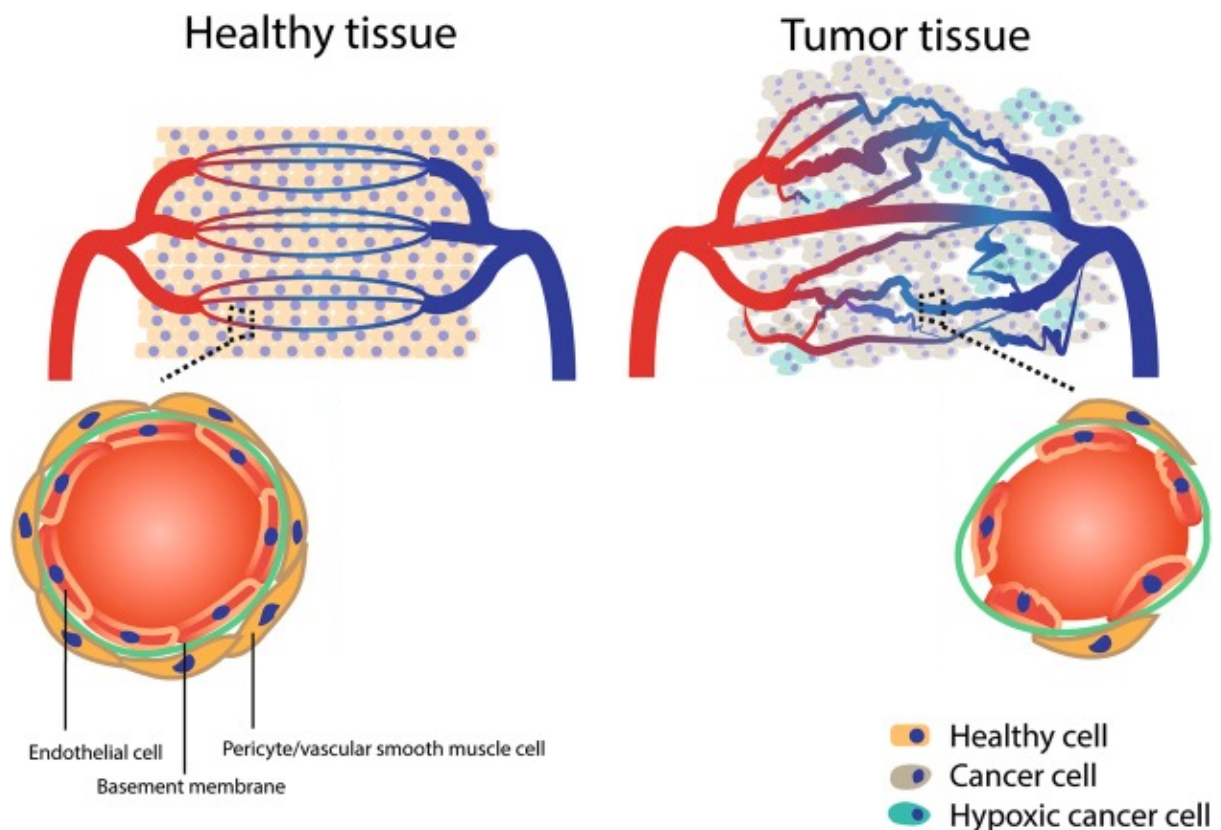 Healthy tissue
Tumor tissue
Endothelial cell
Basement membrane
Pericyte/vascular smooth muscle cell
Healthy cell
Cancer cell
Hypoxic cancer cell